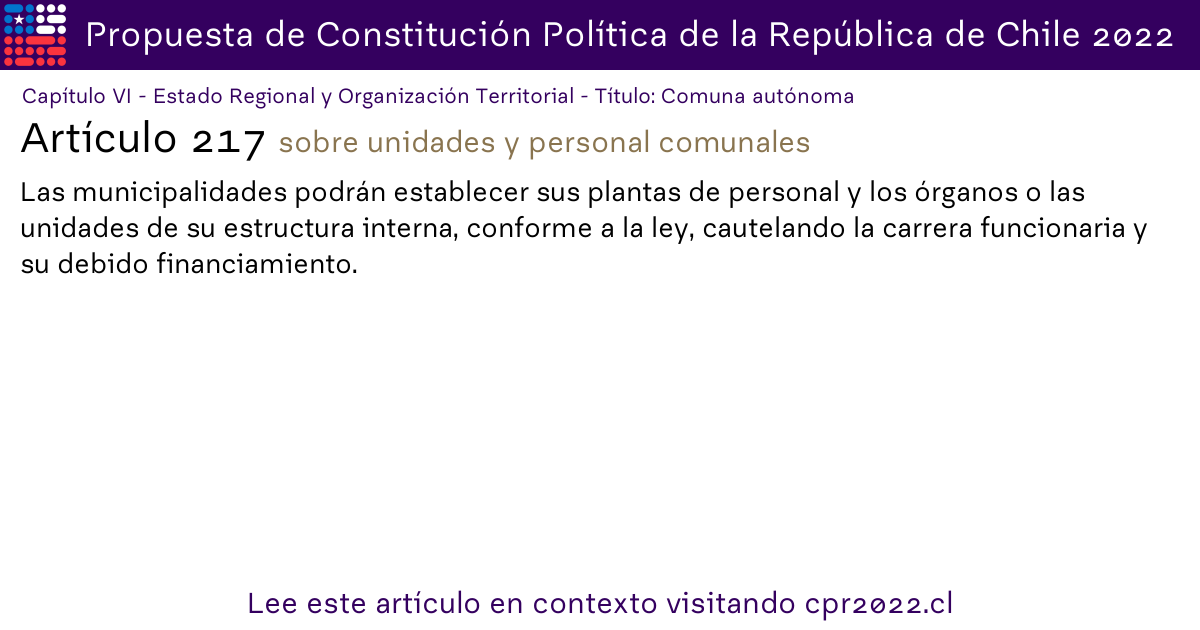 Propuesta de Constitución Política de la República de Chile 2022
Capítulo VI - Estado Regional y Organización Territorial - Título: Comuna autónoma
Artículo 217 sobre unidades y personal comunales
Las municipalidades podrán establecer sus plantas de personal y los órganos o las
unidades de su estructura interna, conforme a la ley, cautelando la carrera funcionaria y
su debido financiamiento.
Lee este artículo en contexto visitando cpr2022.cl